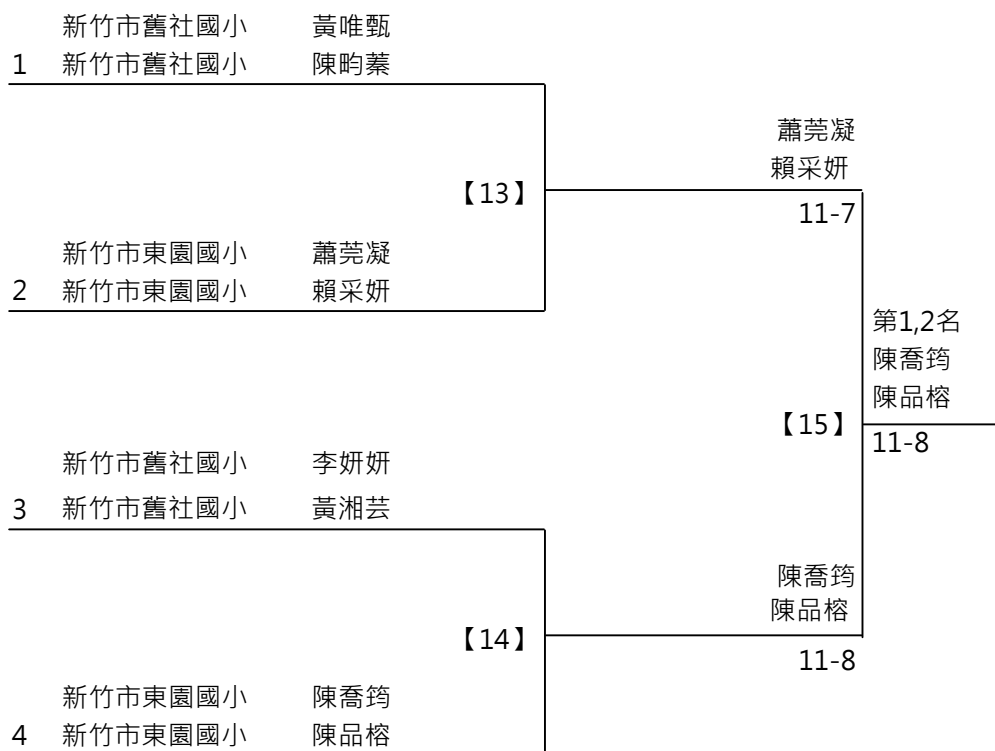 新竹市舊社國小 黃唯甄
1 新竹市舊社國小 陳畇蓁
蕭莞凝
賴采妍
【13】
11-7
新竹市東園國小 蕭莞凝
2 新竹市東園國小 賴采妍
第1,2名
陳喬筠
陳品榕
【15】
11-8
新竹市舊社國小 李妍妍
3 新竹市舊社國小 黃湘芸
陳喬筠
陳品榕
【14】
11-8
新竹市東園國小 陳喬筠
4 新竹市東園國小 陳品榕